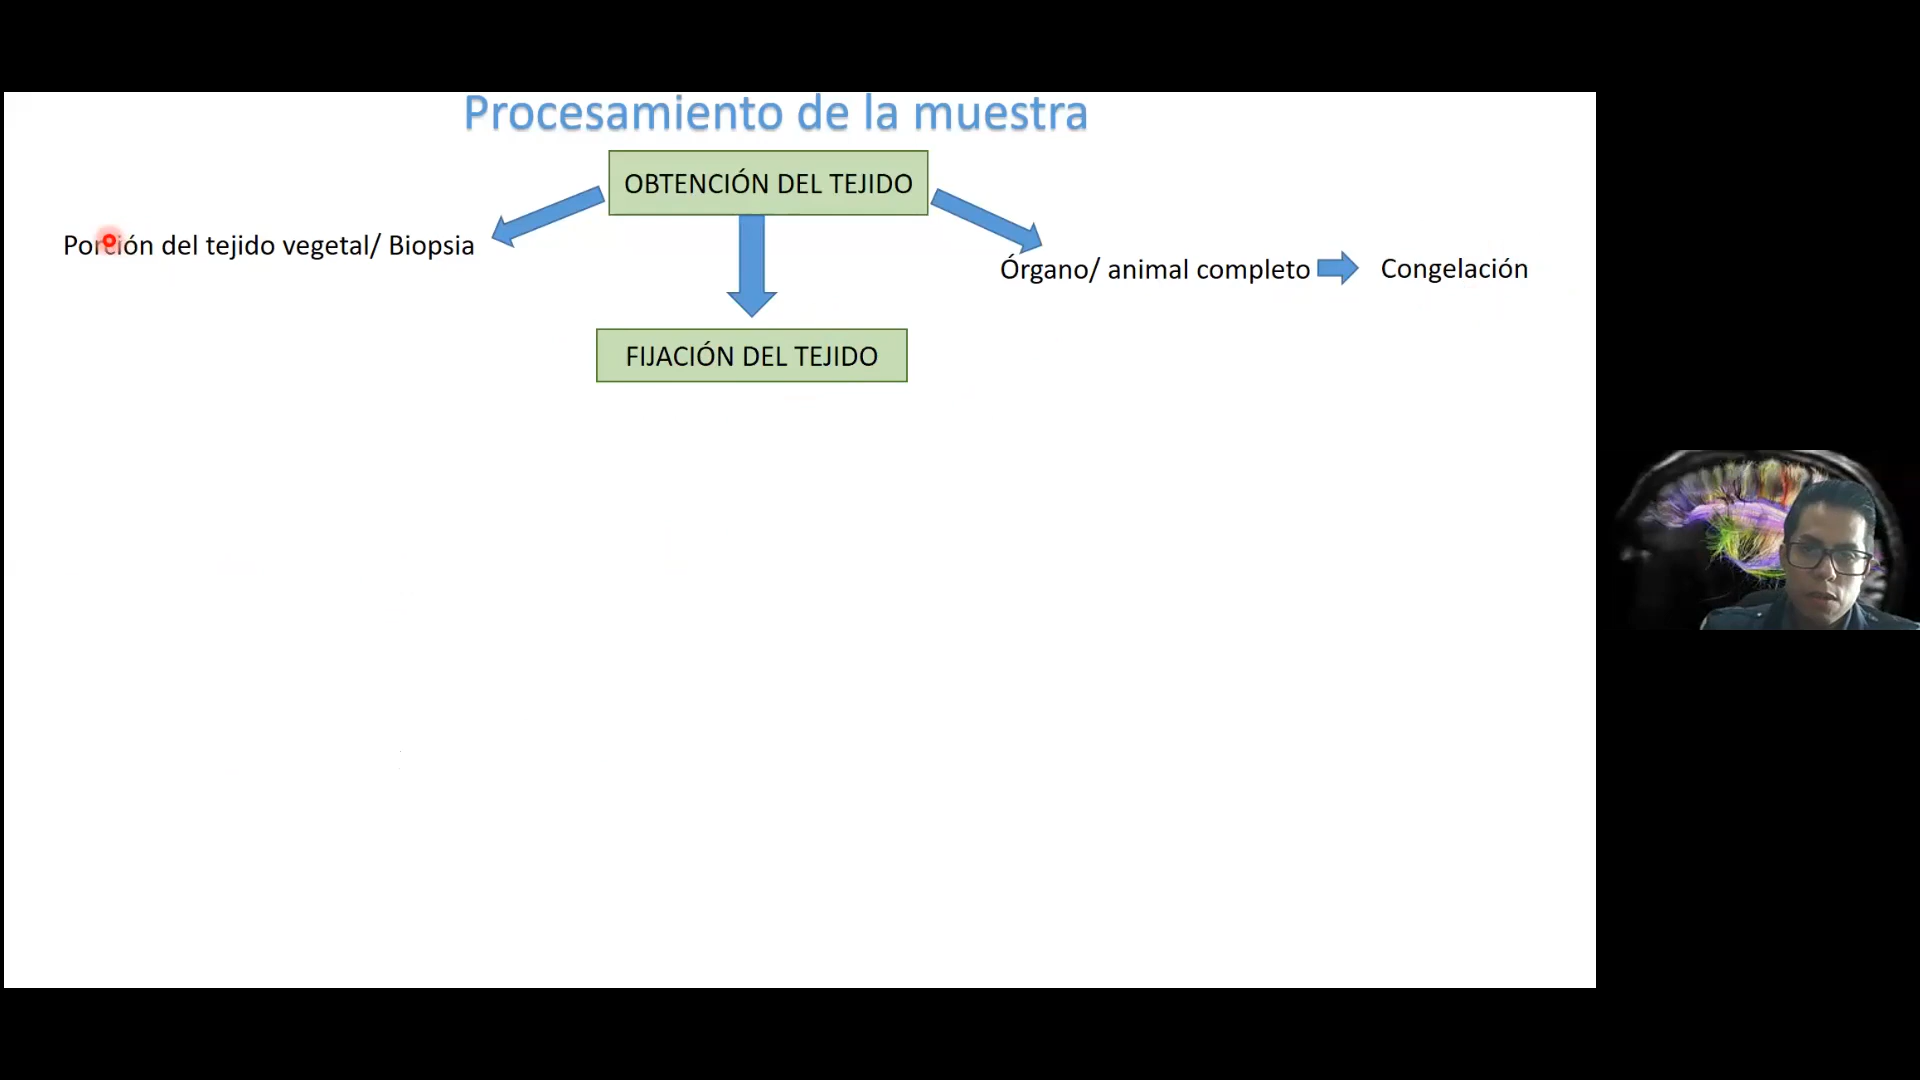 Procesamiento de la muestra
OBTENCIÓN DEL TEJIDO
Porción del tejido vegetal/ Biopsia
Órgano/ animal completo
Congelación
FIJACIÓN DEL TEJIDO